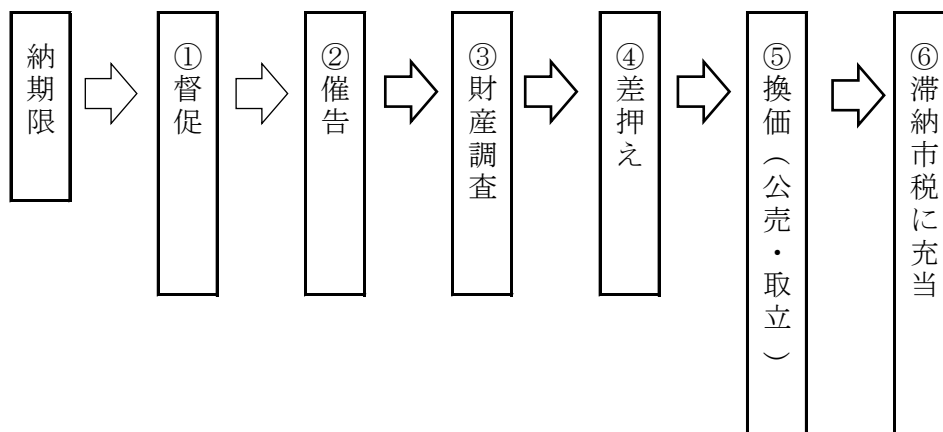 納期限
①督促
②催告
③財産調査
④差押え
⑤換価（公売・取立）
⑥滞納市税に充当